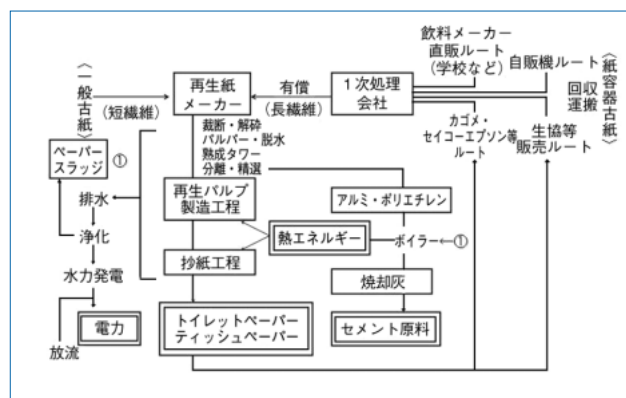 飲料メーカー
直販ルート
(学校など)
自販機ルート
回収
運搬
〈紙容器古紙〉
〈一般古紙〉
(短繊維)
再生紙
メーカー
有償
(長繊維)
1次処理
会社
カゴメ・
セイコーエプソン等
ルート
生協等
販売ルート
裁断・解砕
パルパー・脱水
熟成タワー
分離・精選
ペーパー
スラッジ
①
排水
浄化
水力発電
電力
放流
再生パルプ
製造工程
抄紙工程
熱エネルギー
アルミ・ポリエチレン
ボイラー←①
焼却灰
セメント原料
トイレットペーパー
ティッシュペーパー